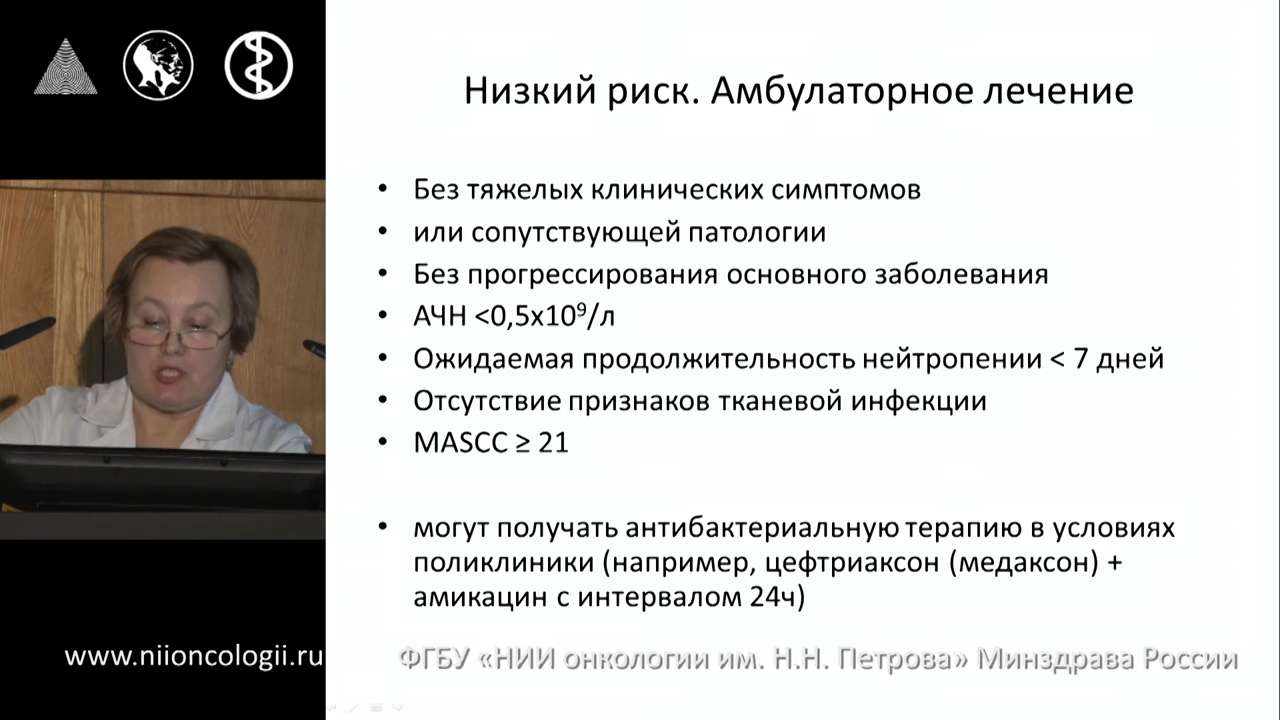 Низкий риск. Амбулаторное лечение
• Без тяжелых клинических симптомов
• или сопутствующей патологии
• Без прогрессирования основного заболевания
• АЧН <0,5х10⁹/л
• Ожидаемая продолжительность нейтропении < 7 дней
• Отсутствие признаков тканевой инфекции
• MASCC ≥ 21
• могут получать антибактериальную терапию в условиях
поликлиники (например, цефтриаксон (медаксон) +
амикацин с интервалом 24ч)
www.niioncologii.ru
ФГБУ «НИИ онкологии им. Н.Н. Петрова» Минздрава России